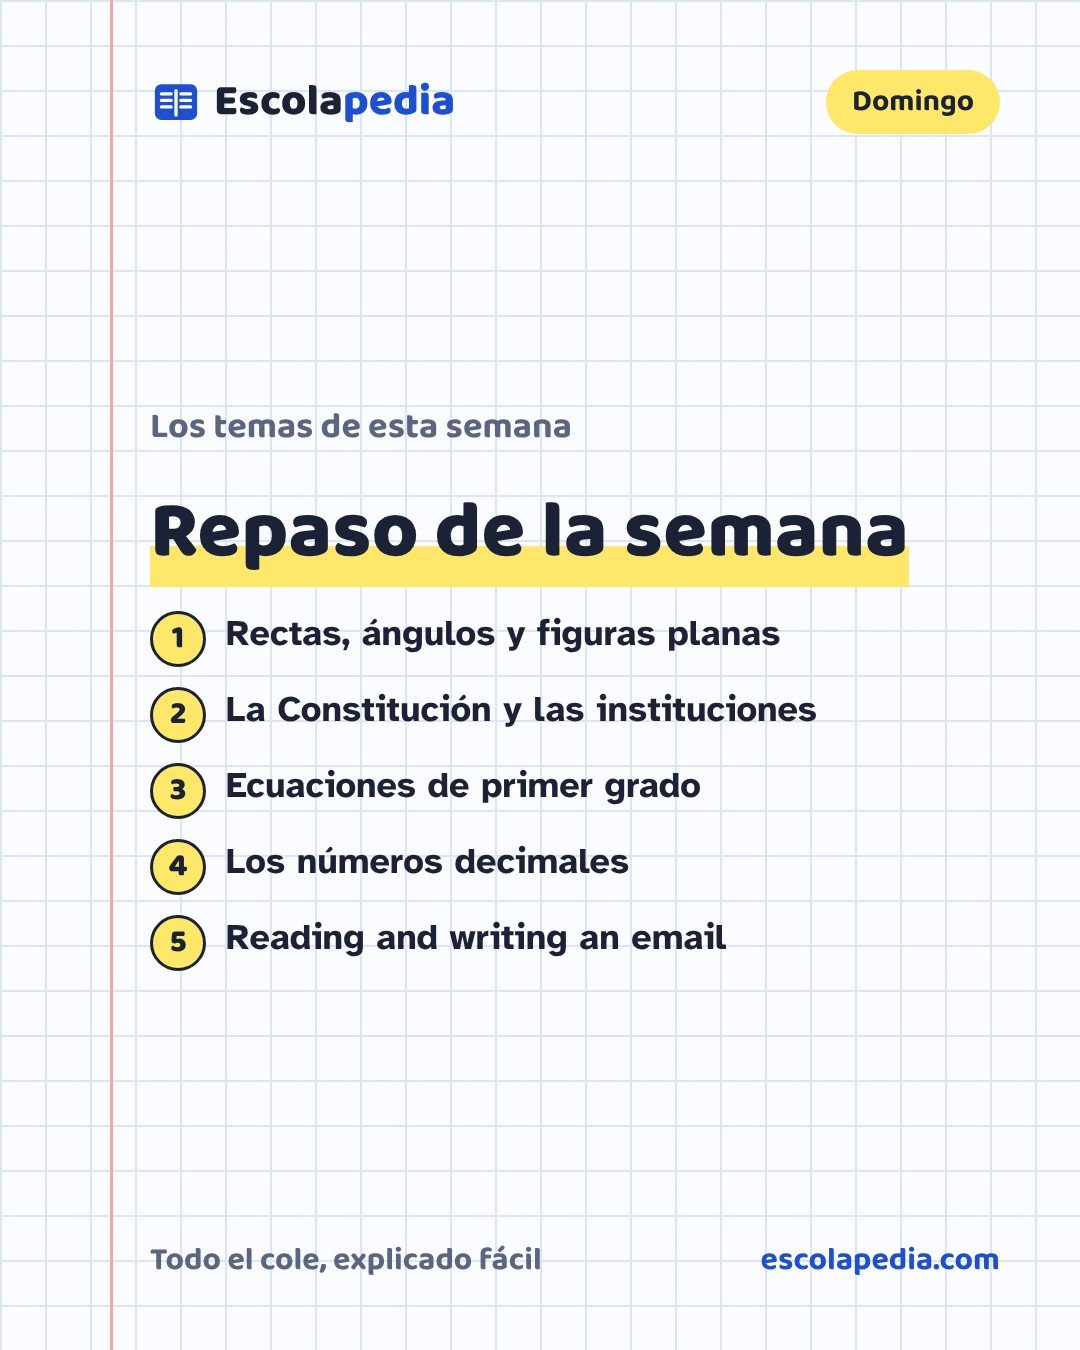 Escolapedia
Domingo
Los temas de esta semana
Repaso de la semana
1 Rectas, ángulos y figuras planas
2 La Constitución y las instituciones
3 Ecuaciones de primer grado
4 Los números decimales
5 Reading and writing an email
Todo el cole, explicado fácil
escolapedia.com